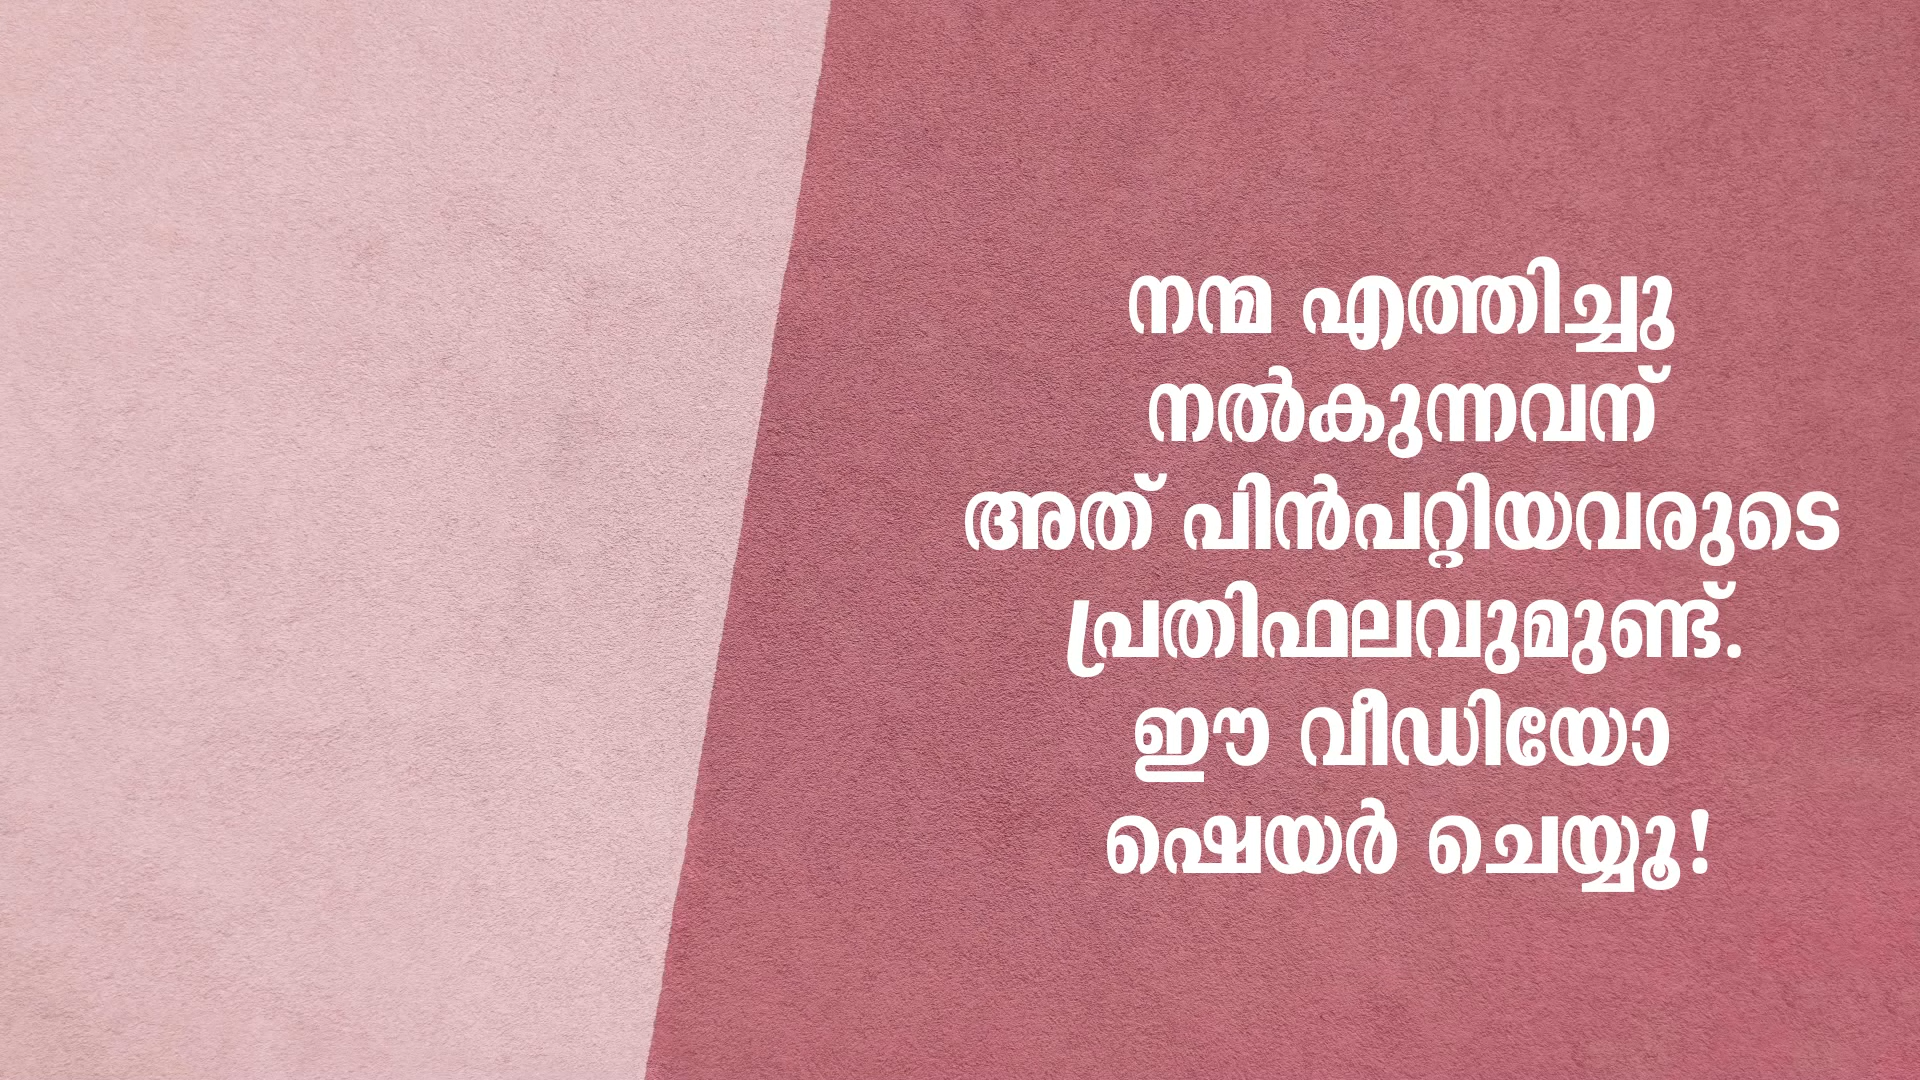 നന്മ എത്തിച്ചു
നൽകുന്നവന്
അത് പിൻപറ്റിയവരുടെ
പ്രതിഫലവുമുണ്ട്.
ഈ വീഡിയോ
ഷെയർ ചെയ്യൂ!